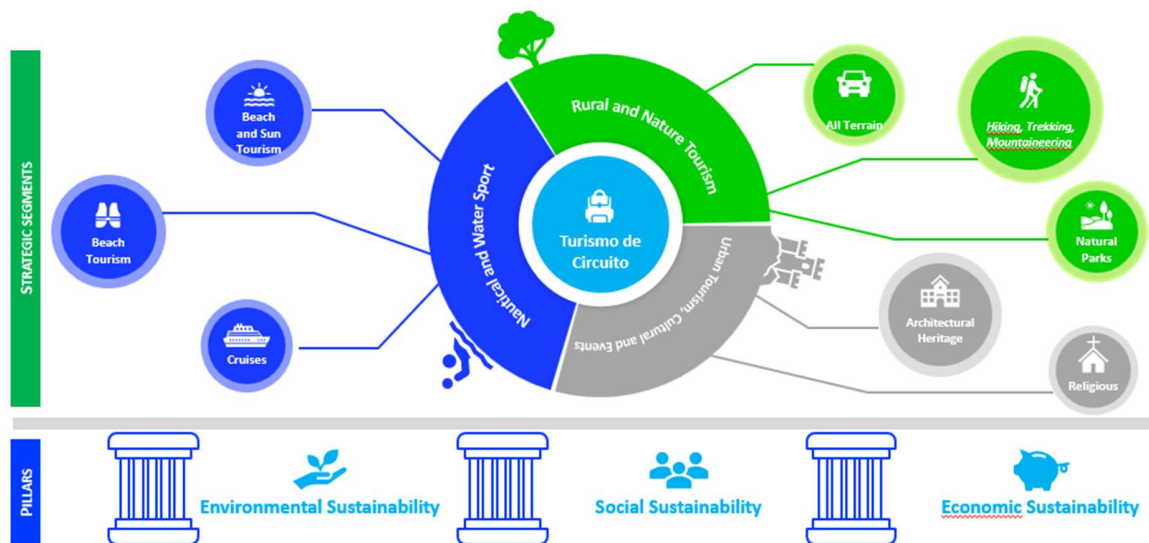 STRATEGIC SEGMENTS
Beach
and Sun
Tourism
Beach
Tourism
Cruises
Nautical and Water Sport
Rural and Nature Tourism
Urban Tourism, Cultural and Events
Turismo de
Circuito
All Terrain
Hiking, Trekking,
Mountaineering
Natural
Parks
Architectural
Heritage
Religious
PILLARS
Environmental Sustainability
Social Sustainability
Economic Sustainability